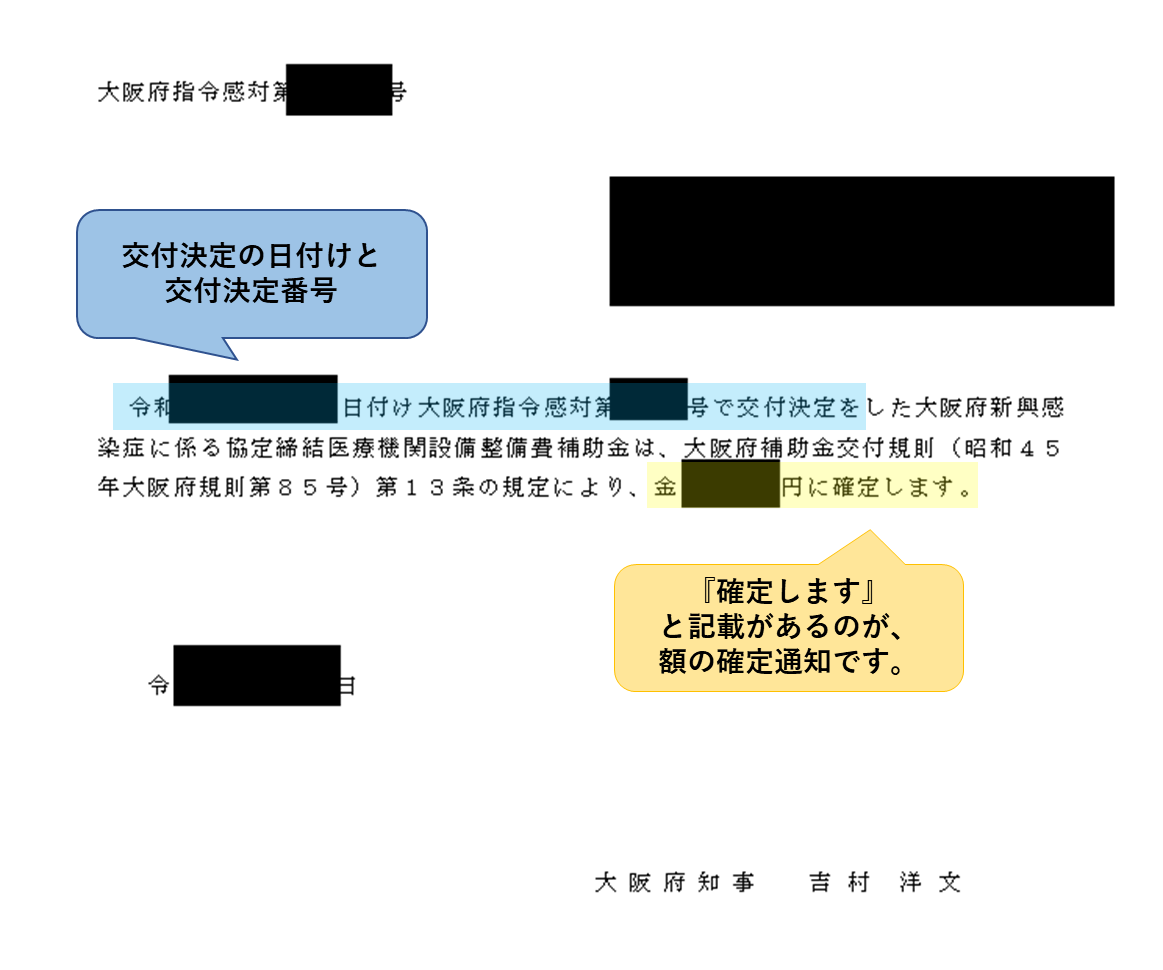 大阪府指令感対第 号
交付決定の日付けと
交付決定番号
令和 日付け大阪府指令感対第 号で交付決定をした大阪府新興感
染症に係る協定締結医療機関設備整備費補助金は、大阪府補助金交付規則（昭和４５
年大阪府規則第８５号）第１３条の規定により、金 円に確定します。
『確定します』
と記載があるのが、
額の確定通知です。
令 日
大阪府知事 吉村 洋文